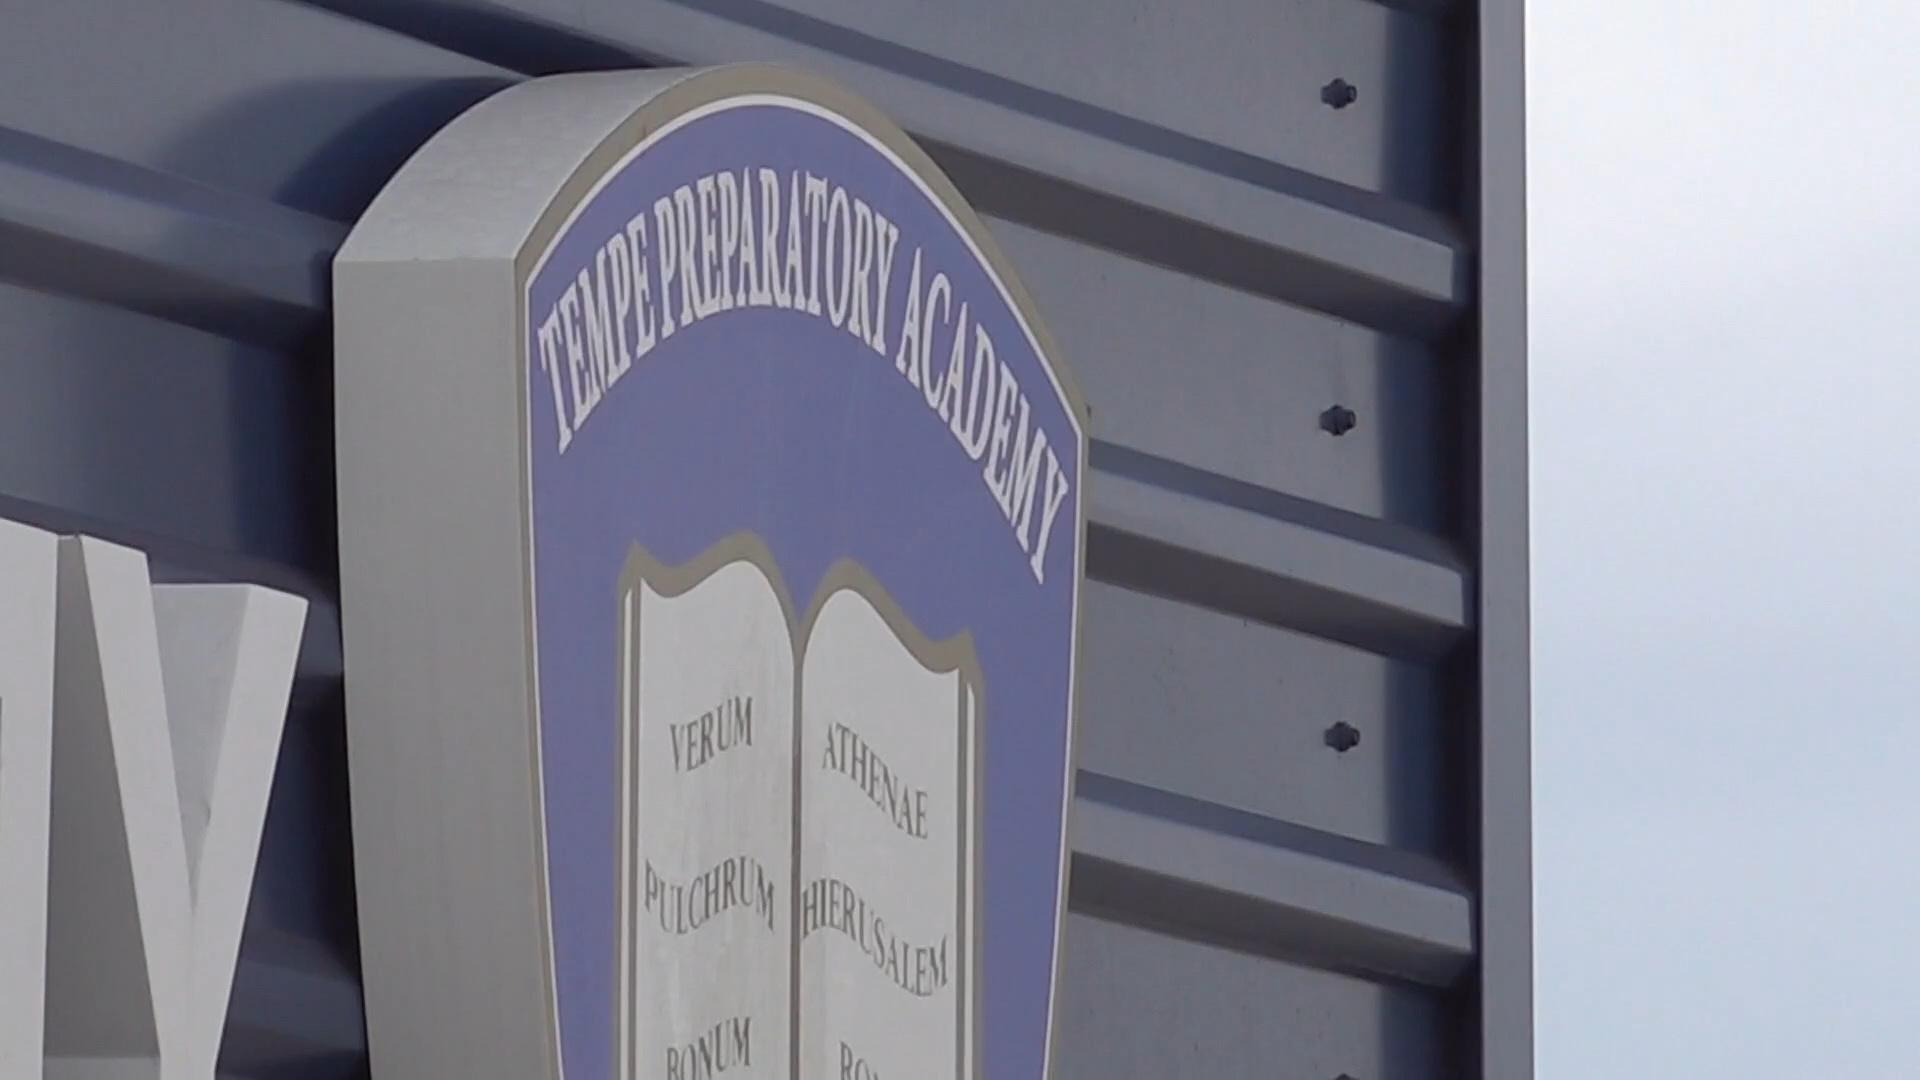 TEMPE PREPARATORY ACADEMY
VERUM
PULCHRUM
BONUM
ATHENAE
HIERUSALEM